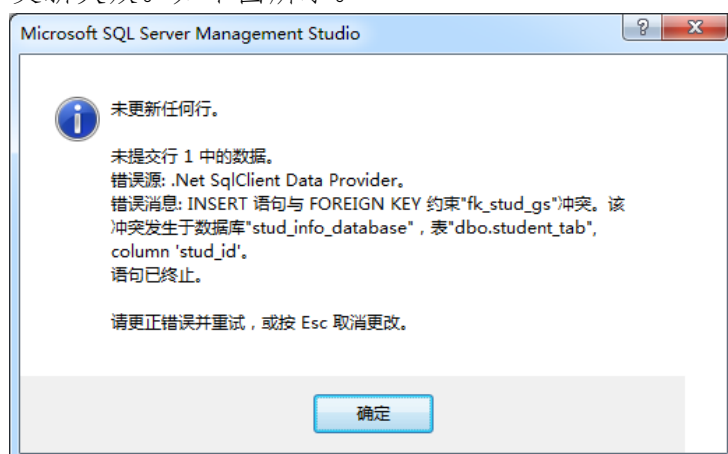 Microsoft SQL Server Management Studio
未更新任何行。
未提交行 1 中的数据。
错误源: .Net SqlClient Data Provider。
错误消息: INSERT 语句与 FOREIGN KEY 约束"fk_stud_gs"冲突。该
冲突发生于数据库"stud_info_database"，表"dbo.student_tab",
column 'stud_id'。
语句已终止。
请更正错误并重试，或按 Esc 取消更改。
确定